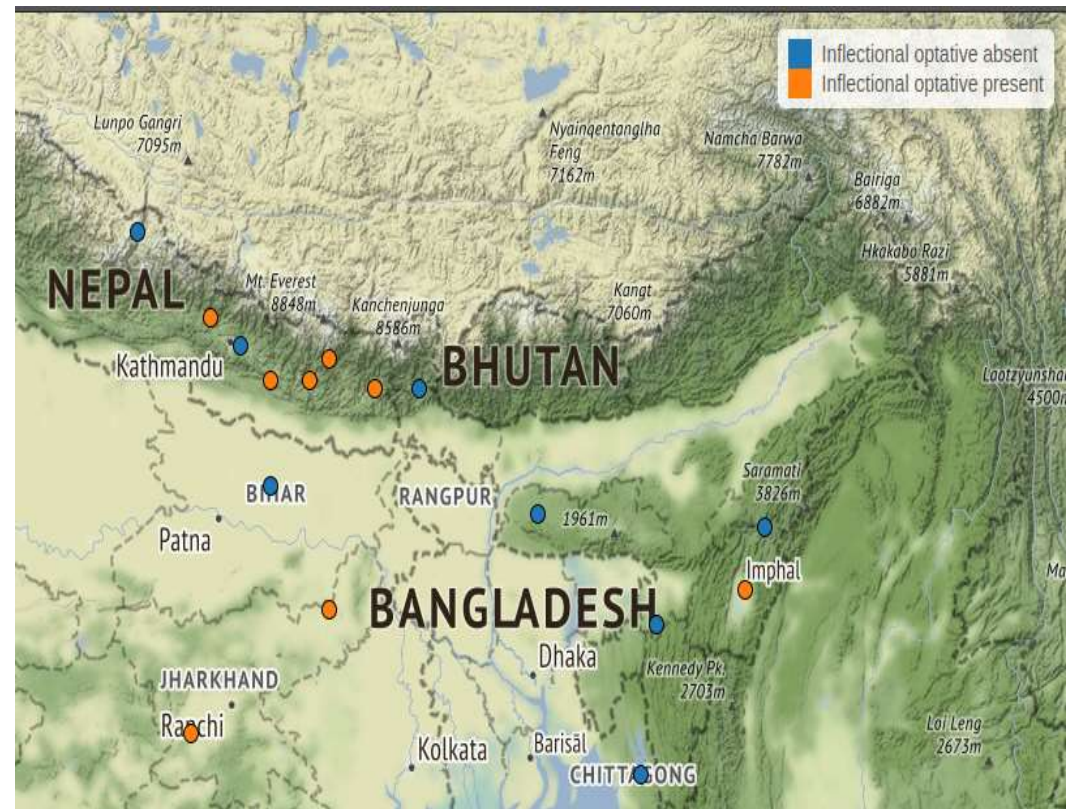 Inflectional optative absent
Inflectional optative present
Lunpo Gangri
7095m
Nyainqentanglha
Feng
7162m
Namcha Barwa
7782m
Bairiga
6882m
Hkakabo Razi
5881m
NEPAL
Mt. Everest
8848m
Kanchenjunga
8586m
Kangt
7060m
Kathmandu
BHUTAN
4500m
BIHAR
RANGPUR
Saramati
3826m
1961m
Patna
Imphal
BANGLADESH
Dhaka
Kennedy Pk.
2703m
JHARKHAND
Ranchi
Kolkata
Barisāl
CHITTAGONG
Loi Leng
2673m